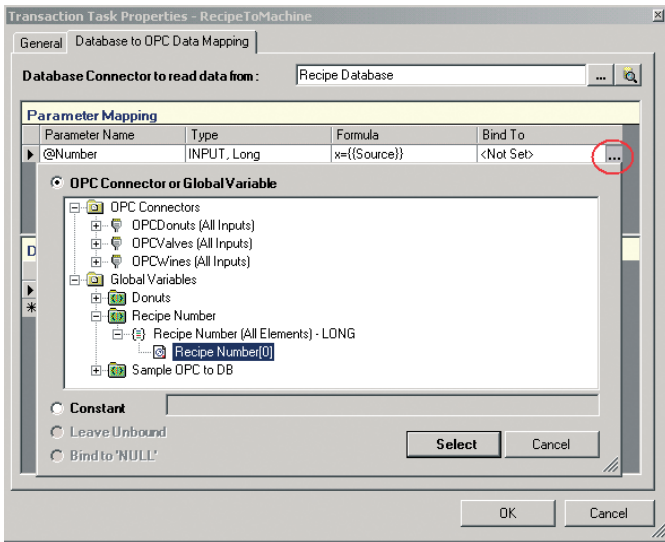 Transaction Task Properties - RecipeToMachine
General Database to OPC Data Mapping
Database Connector to read data from : Recipe Database ...
Parameter Mapping
Parameter Name Type Formula Bind To
@Number INPUT, Long x={{Source}} <Not Set> ...
OPC Connector or Global Variable
OPC Connectors
OPCDonuts (All Inputs)
OPCValves (All Inputs)
D
OPCWines (All Inputs)
Global Variables
Donuts
Recipe Number
Recipe Number (All Elements) - LONG
Recipe Number[0]
Sample OPC to DB
Constant
Leave Unbound
Select Cancel
Bind to 'NULL'
OK Cancel